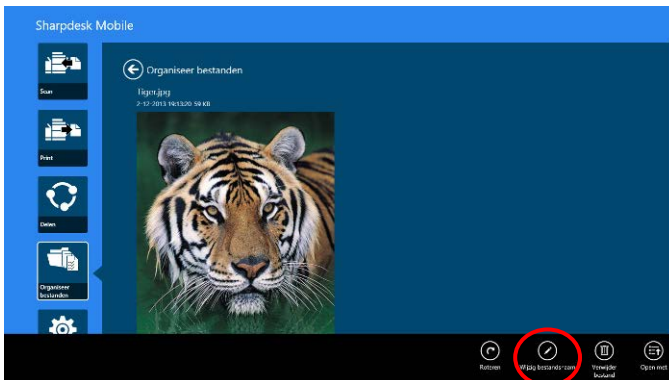 Sharpdesk Mobile
Scan
Print
Delen
Organiseer
bestanden
Organiseer bestanden
Tiger.jpg
2-12-2013 19:13:20 59 KB
Roteren
Wijzig bestandsnaam
Verwijder
bestand
Open met